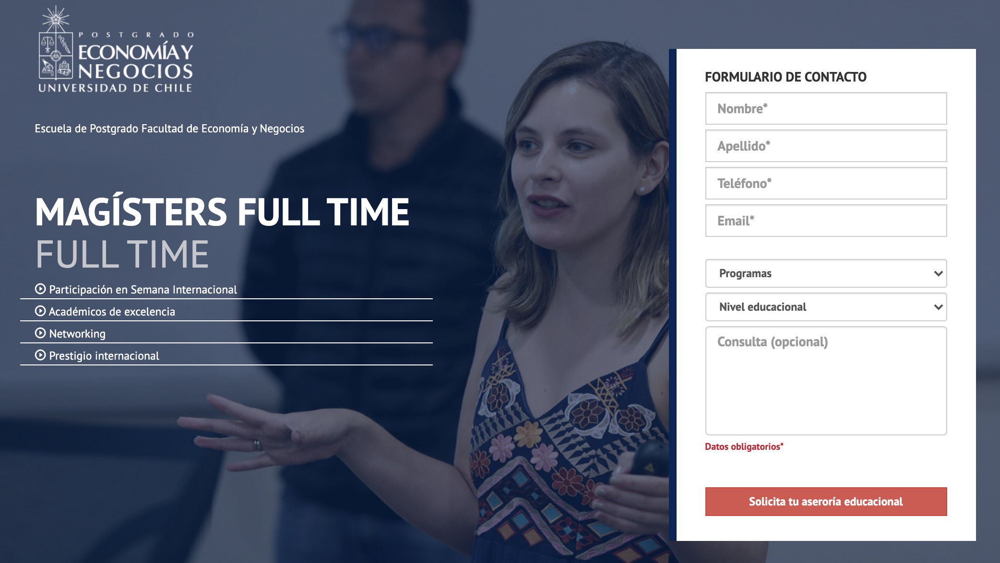 POSTGRADO
ECONOMÍA Y
NEGOCIOS
UNIVERSIDAD DE CHILE
Escuela de Postgrado Facultad de Economía y Negocios
MAGÍSTERS FULL TIME
FULL TIME
Participación en Semana Internacional
Académicos de excelencia
Networking
Prestigio internacional
FORMULARIO DE CONTACTO
Nombre*
Apellido*
Teléfono*
Email*
Programas
Nivel educacional
Consulta (opcional)
Datos obligatorios*
Solicita tu aseroría educacional